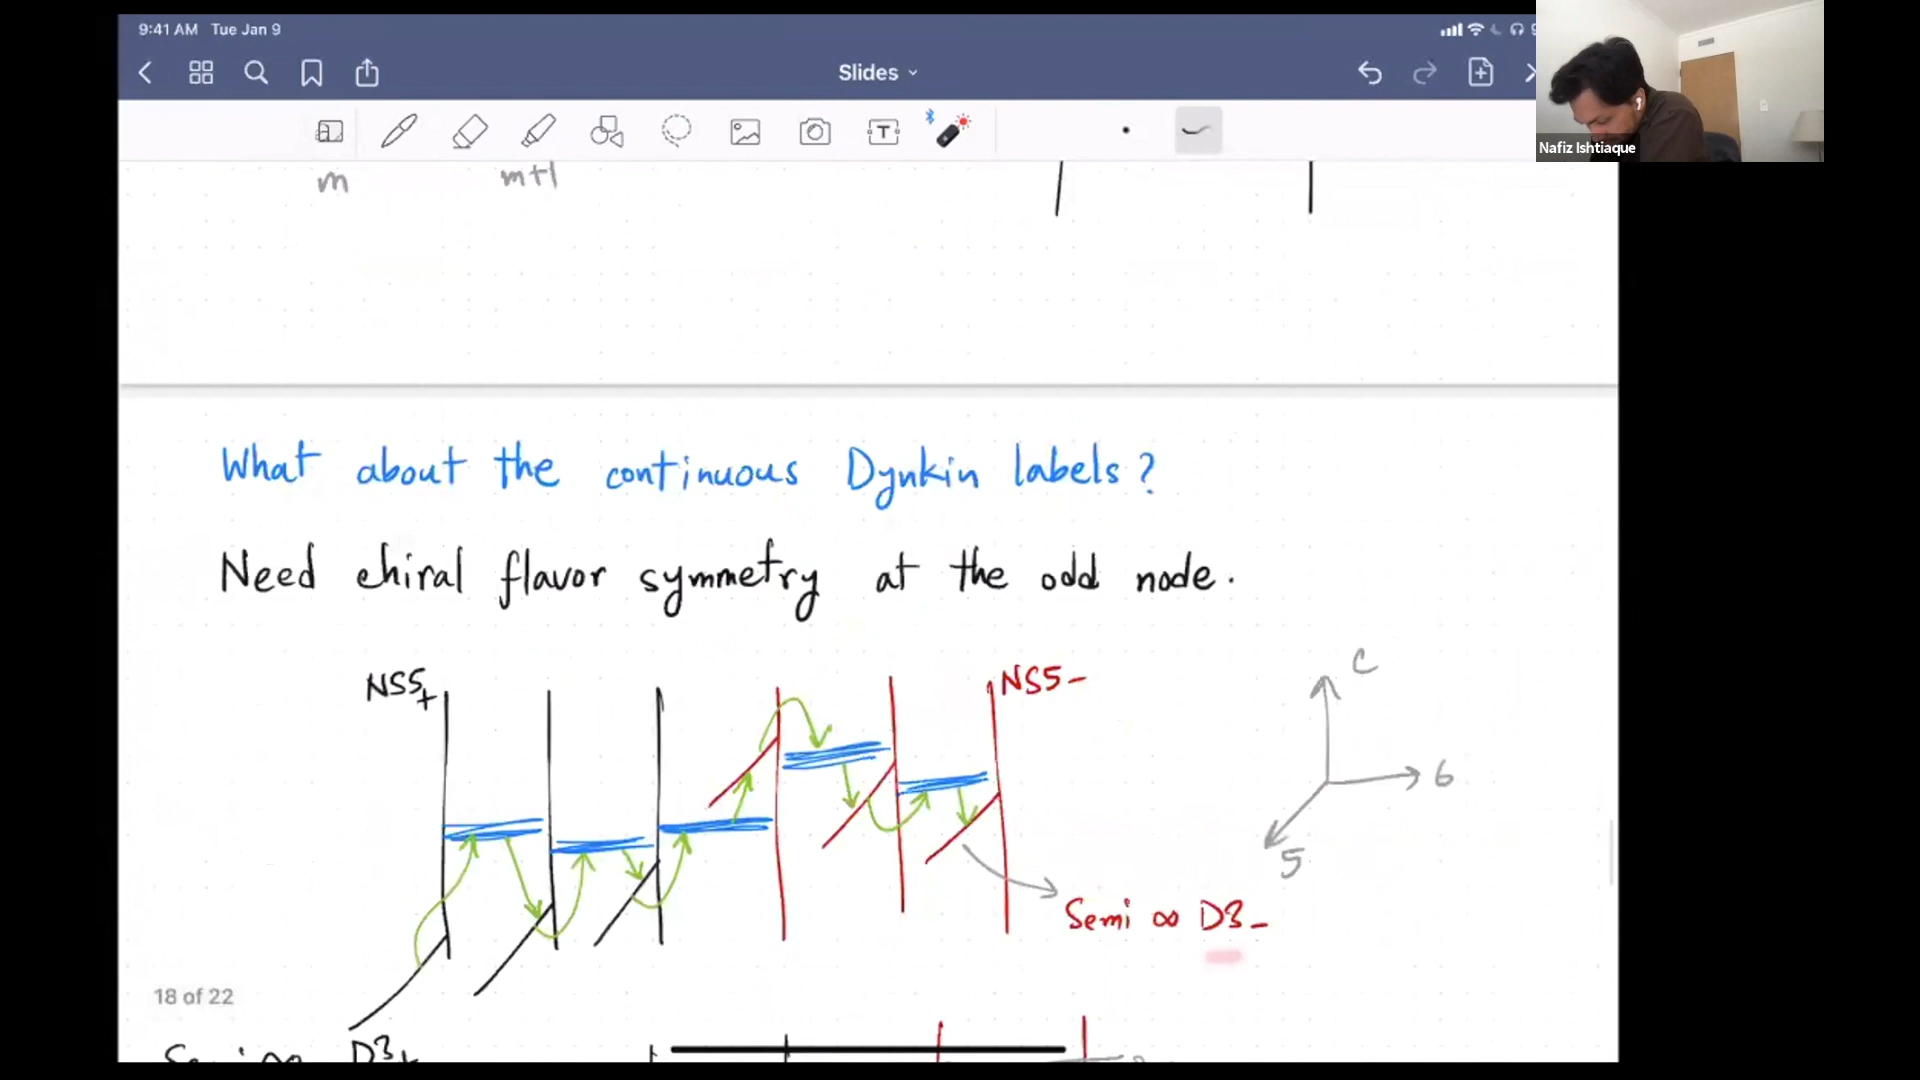 9:41 AM Tue Jan 9
Slides
T
Nafiz Ishtiaque
m
m+1
What about the continuous Dynkin labels?
Need chiral flavor symmetry at the odd node.
NS5+
NS5-
C
6
5
Semi ∞ D3-
18 of 22
D3+